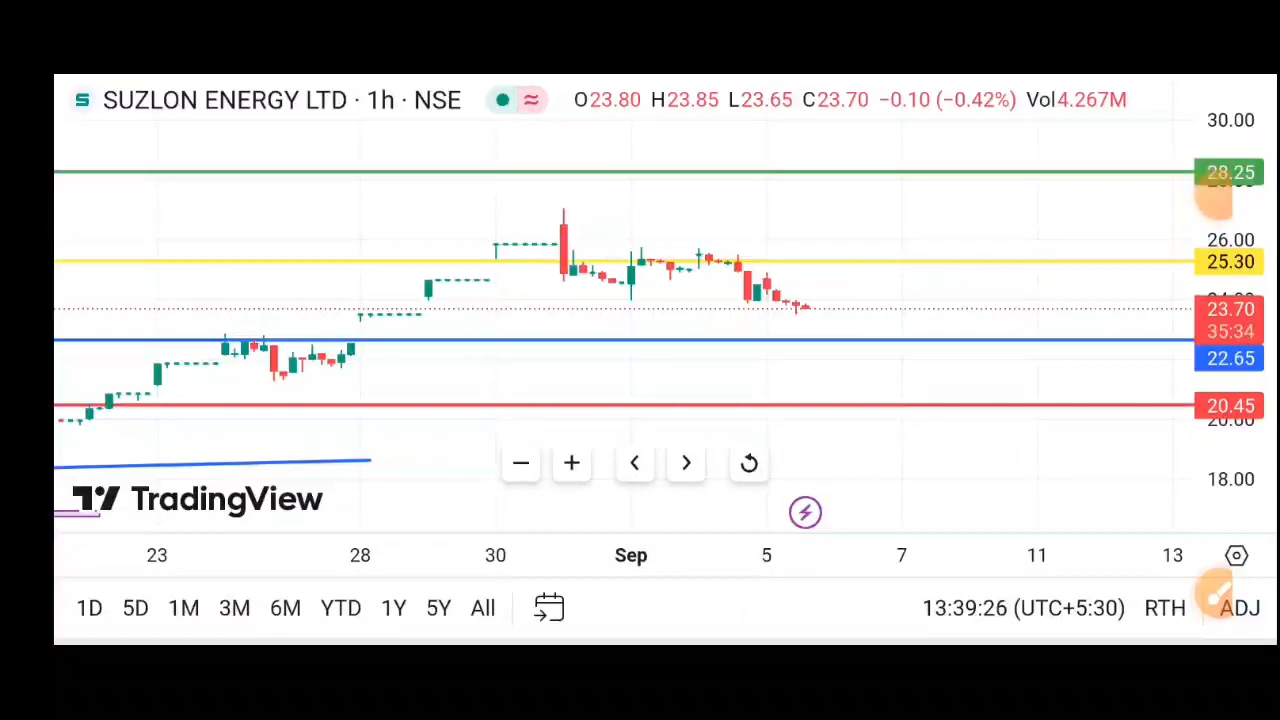 SUZLON ENERGY LTD · 1h · NSE O23.80 H23.85 L23.65 C23.70 −0.10 (−0.42%) Vol4.267M
30.00
28.25
26.00
25.30
23.70
35:34
22.65
20.45
20.00
18.00
TradingView
23 28 30 Sep 5 7 11 13
1D 5D 1M 3M 6M YTD 1Y 5Y All 13:39:26 (UTC+5:30) RTH ADJ